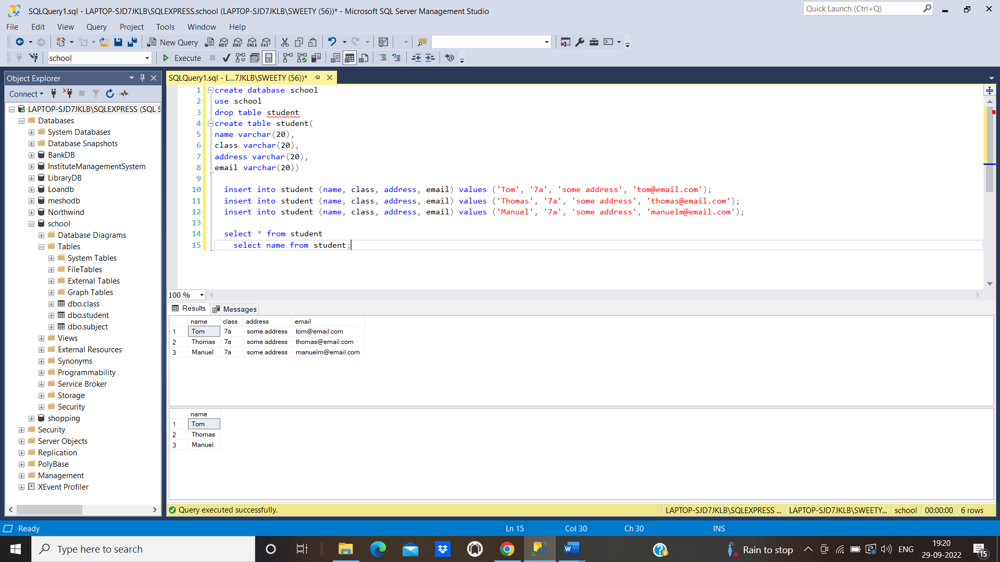 SQLQuery1.sql - LAPTOP-SJD7JKLB\SQLEXPRESS.school (LAPTOP-SJD7JKLB\SWEETY (56))* - Microsoft SQL Server Management Studio
Quick Launch (Ctrl+Q)
File Edit View Query Project Tools Window Help
New Query MDX DMX XMLA DAX
school Execute
Object Explorer
SQLQuery1.sql - L...7JKLB\SWEETY (56))*
Connect
LAPTOP-SJD7JKLB\SQLEXPRESS (SQL S
Databases
System Databases
Database Snapshots
BankDB
InstituteManagementSystem
LibraryDB
Loandb
meshodb
Northwind
school
Database Diagrams
Tables
System Tables
FileTables
External Tables
Graph Tables
dbo.class
dbo.student
dbo.subject
Views
External Resources
Synonyms
Programmability
Service Broker
Storage
Security
shopping
Security
Server Objects
Replication
PolyBase
Management
XEvent Profiler
1 create database school
2 use school
3 drop table student
4 create table student(
5 name varchar(20),
6 class varchar(20),
7 address varchar(20),
8 email varchar(20))
9
10 insert into student (name, class, address, email) values ('Tom', '7a', 'some address', 'tom@email.com');
11 insert into student (name, class, address, email) values ('Thomas', '7a', 'some address', 'thomas@email.com');
12 insert into student (name, class, address, email) values ('Manuel', '7a', 'some address', 'manuelm@email.com');
13
14 select * from student
15 select name from student;
100 %
Results Messages
name class address email
1 Tom 7a some address tom@email.com
2 Thomas 7a some address thomas@email.com
3 Manuel 7a some address manuelm@email.com
name
1 Tom
2 Thomas
3 Manuel
Query executed successfully. LAPTOP-SJD7JKLB\SQLEXPRESS ... LAPTOP-SJD7JKLB\SWEETY... school 00:00:00 6 rows
Ready Ln 15 Col 30 Ch 30 INS
Type here to search
Rain to stop ENG 19:20
29-09-2022
15